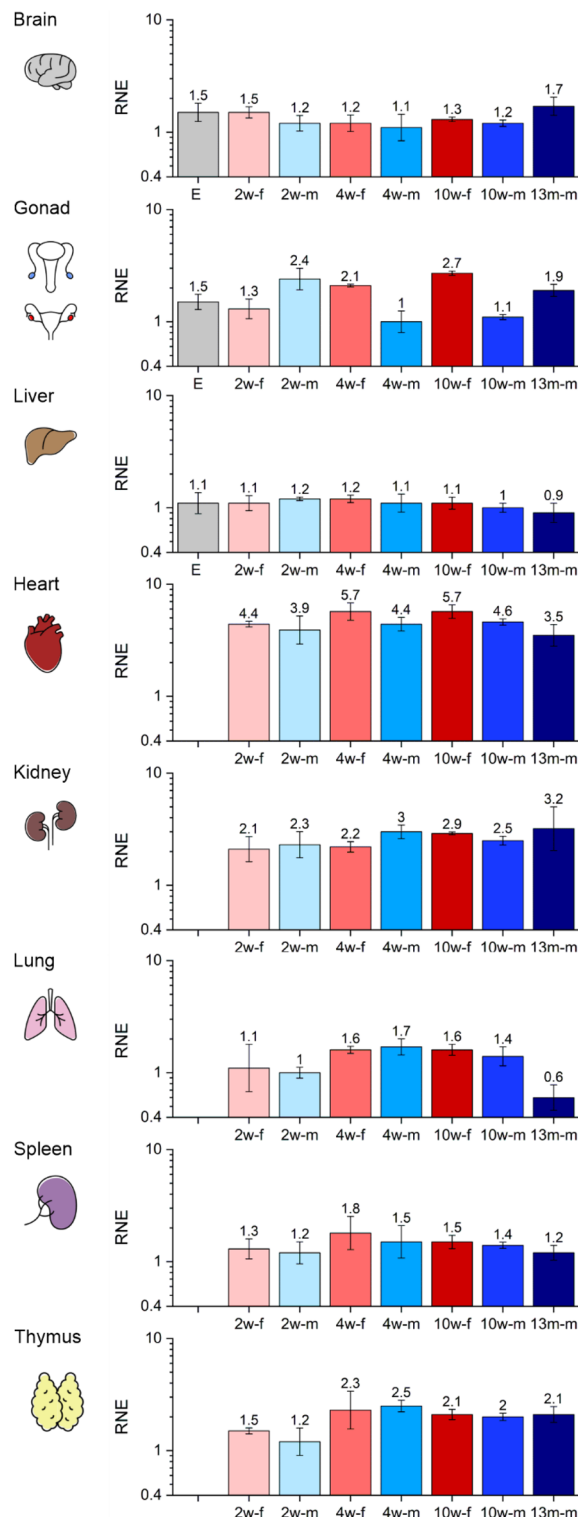 Brain
10
RNE
1
0.4
1.5 1.5 1.2 1.2 1.1 1.3 1.2 1.7
E 2w-f 2w-m 4w-f 4w-m 10w-f 10w-m 13m-m
Gonad
10
RNE
1
0.4
1.5 1.3 2.4 2.1 1 2.7 1.1 1.9
E 2w-f 2w-m 4w-f 4w-m 10w-f 10w-m 13m-m
Liver
10
RNE
1
0.4
1.1 1.1 1.2 1.2 1.1 1.1 1 0.9
E 2w-f 2w-m 4w-f 4w-m 10w-f 10w-m 13m-m
Heart
10
RNE
1
0.4
4.4 3.9 5.7 4.4 5.7 4.6 3.5
2w-f 2w-m 4w-f 4w-m 10w-f 10w-m 13m-m
Kidney
10
RNE
1
0.4
2.1 2.3 2.2 3 2.9 2.5 3.2
2w-f 2w-m 4w-f 4w-m 10w-f 10w-m 13m-m
Lung
10
RNE
1
0.4
1.1 1 1.6 1.7 1.6 1.4 0.6
2w-f 2w-m 4w-f 4w-m 10w-f 10w-m 13m-m
Spleen
10
RNE
1
0.4
1.3 1.2 1.8 1.5 1.5 1.4 1.2
2w-f 2w-m 4w-f 4w-m 10w-f 10w-m 13m-m
Thymus
10
RNE
1
0.4
1.5 1.2 2.3 2.5 2.1 2 2.1
2w-f 2w-m 4w-f 4w-m 10w-f 10w-m 13m-m